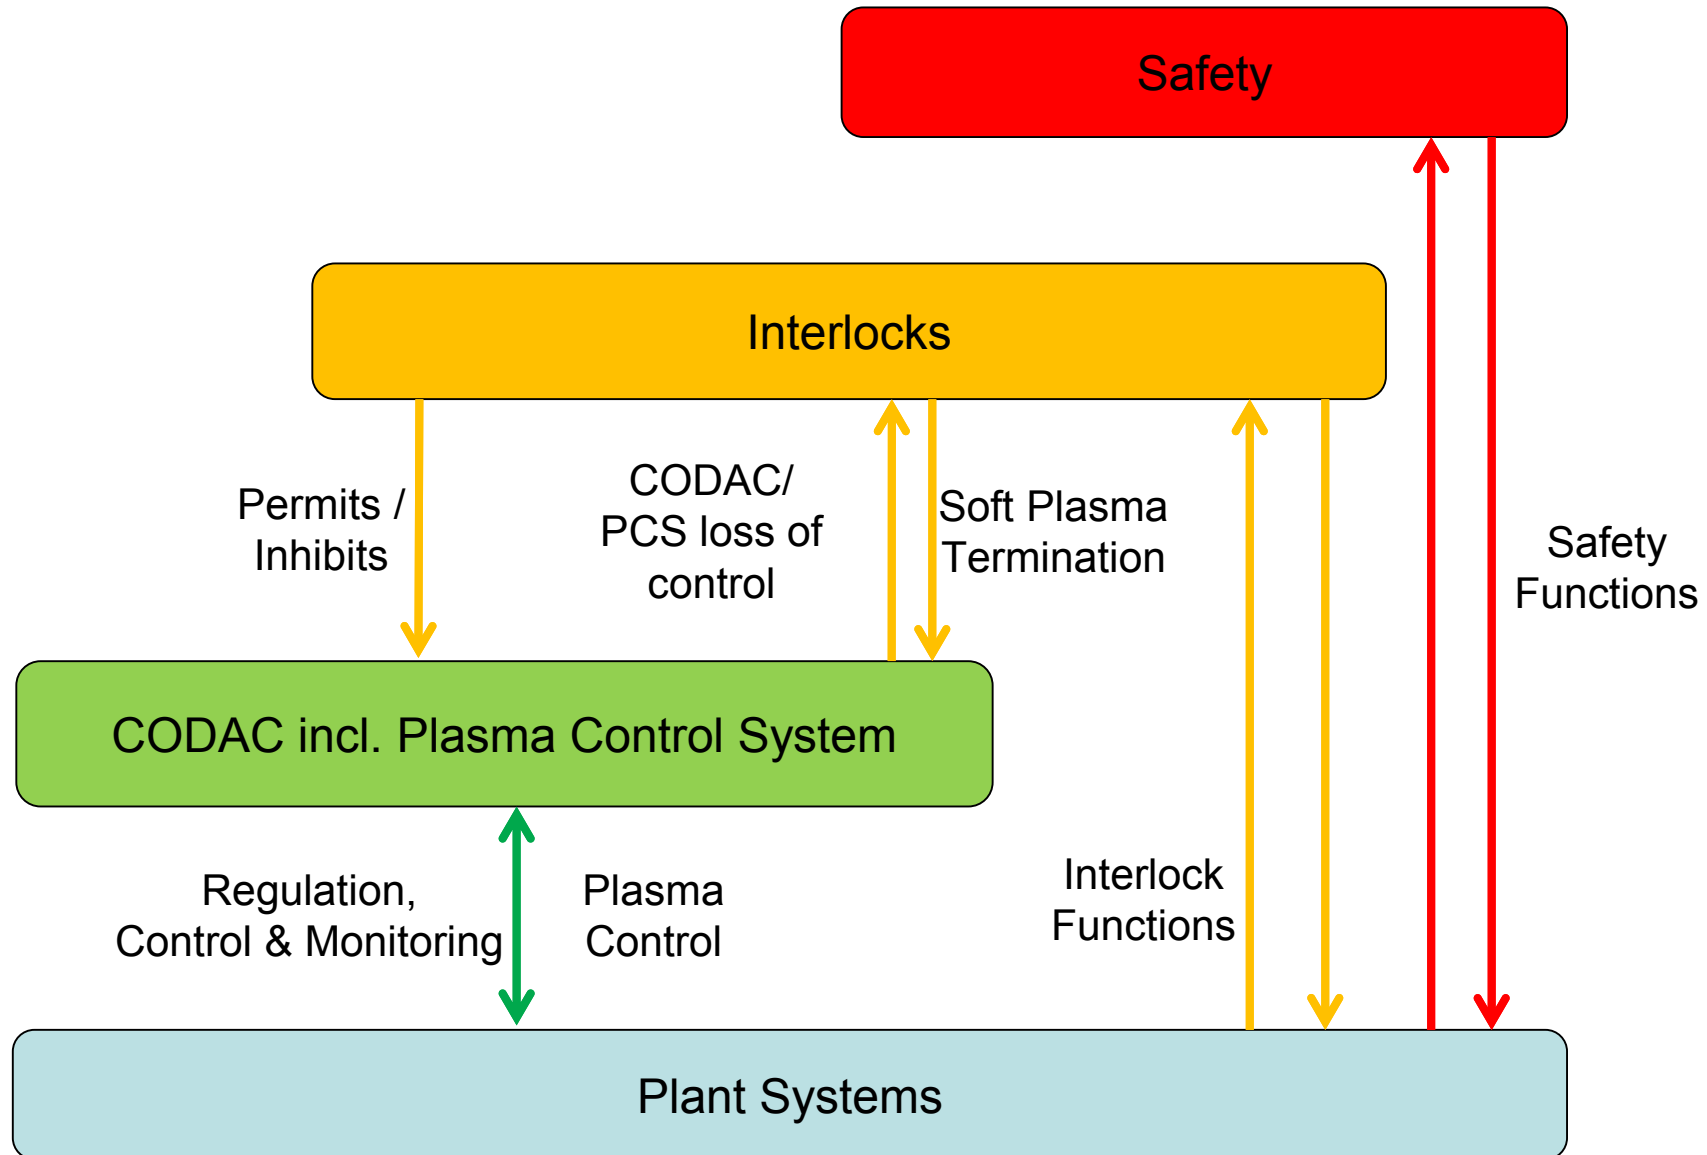 Safety
Interlocks
Permits /
Inhibits
CODAC/
PCS loss of
control
Soft Plasma
Termination
Safety
Functions
CODAC incl. Plasma Control System
Regulation,
Control & Monitoring
Plasma
Control
Interlock
Functions
Plant Systems